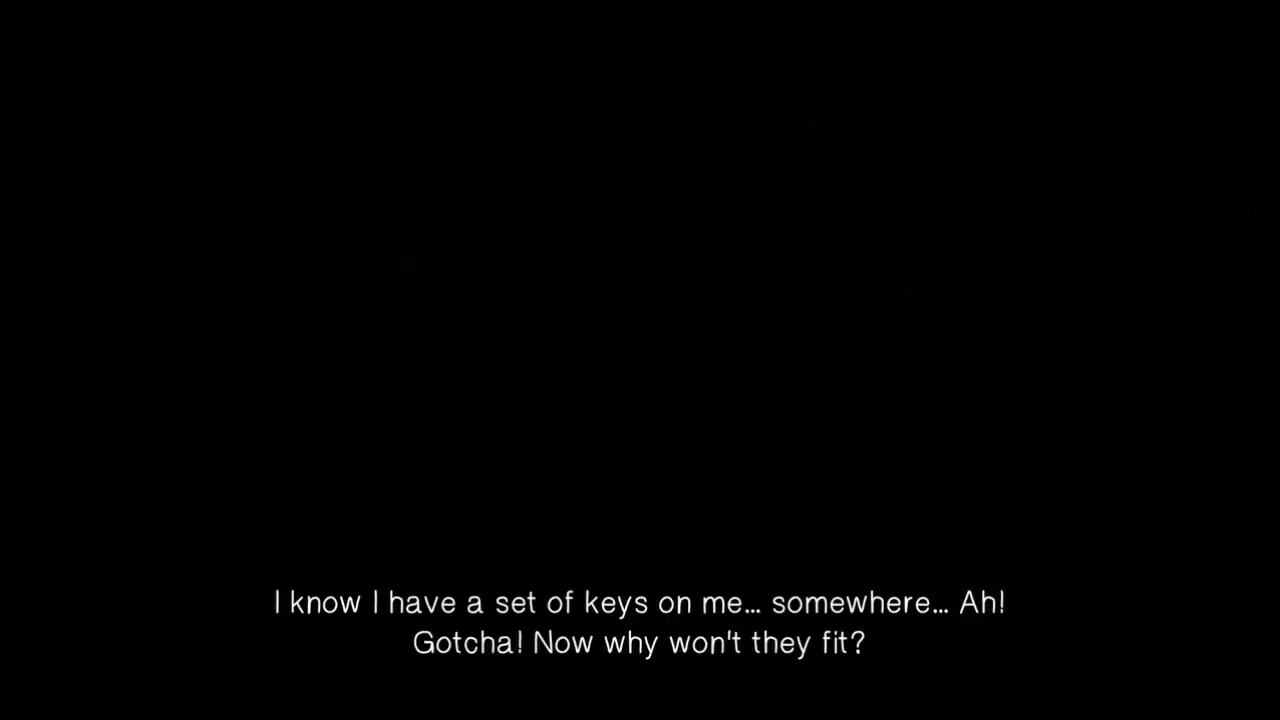 I know I have a set of keys on me... somewhere... Ah!
Gotcha! Now why won't they fit?